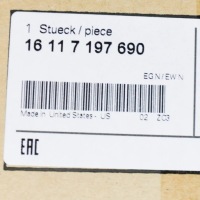 1 Stueck / piece
16 11 7 197 690
EGN/EWN
Made in United States - US 02 Z03
EAC